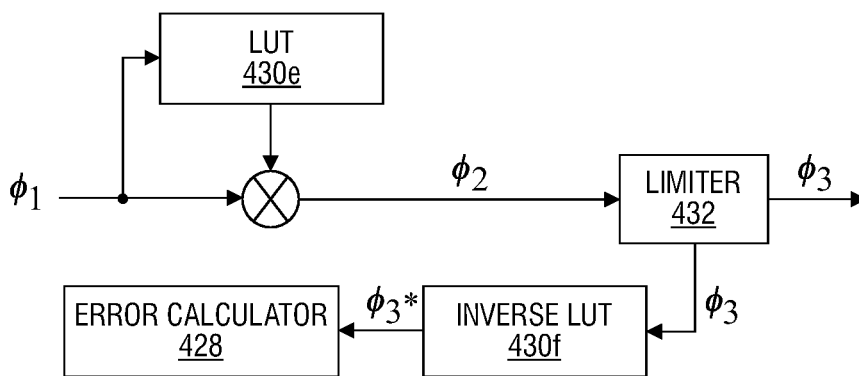 LUT
430e
ϕ1
ϕ2
LIMITER
432
ϕ3
ERROR CALCULATOR
428
ϕ3*
INVERSE LUT
430f
ϕ3